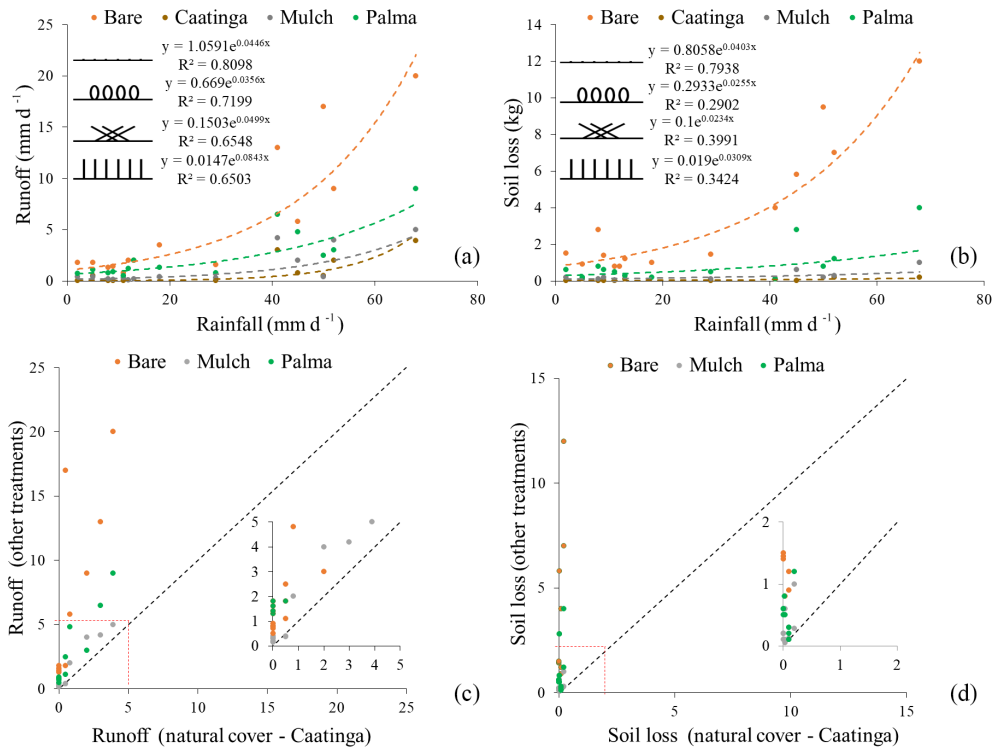 Bare Caatinga Mulch Palma
25
20
15
10
5
0
0 20 40 60 80
Runoff (mm d⁻¹)
Rainfall (mm d⁻¹)
y = 1.0591e^0.0446x
R² = 0.8098
y = 0.669e^0.0356x
R² = 0.7199
y = 0.1503e^0.0499x
R² = 0.6548
y = 0.0147e^0.0843x
R² = 0.6503
(a)
Bare Caatinga Mulch Palma
14
12
10
8
6
4
2
0
0 20 40 60 80
Soil loss (kg)
Rainfall (mm d⁻¹)
y = 0.8058e^0.0403x
R² = 0.7938
y = 0.2933e^0.0255x
R² = 0.2902
y = 0.1e^0.0234x
R² = 0.3991
y = 0.019e^0.0309x
R² = 0.3424
(b)
Bare Mulch Palma
25
20
15
10
5
0
0 5 10 15 20 25
Runoff (other treatments)
Runoff (natural cover - Caatinga)
5
4
3
2
1
0
0 1 2 3 4 5
(c)
Bare Mulch Palma
15
10
5
0
0 5 10 15
Soil loss (other treatments)
Soil loss (natural cover - Caatinga)
2
1
0
0 1 2
(d)